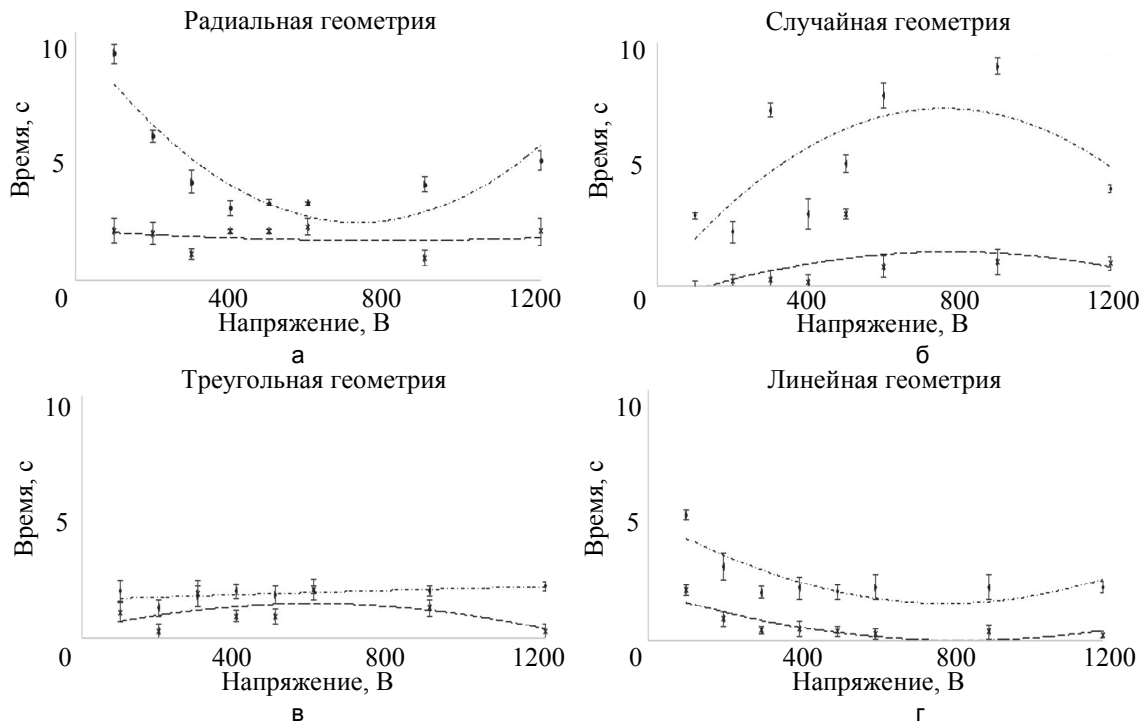 Радиальная геометрия
10
5
0
Время, с
400
800
1200
Напряжение, В
а
Случайная геометрия
10
5
0
Время, с
400
800
1200
Напряжение, В
б
Треугольная геометрия
10
5
0
Время, с
400
800
1200
Напряжение, В
в
Линейная геометрия
10
5
0
Время, с
400
800
1200
Напряжение, В
г